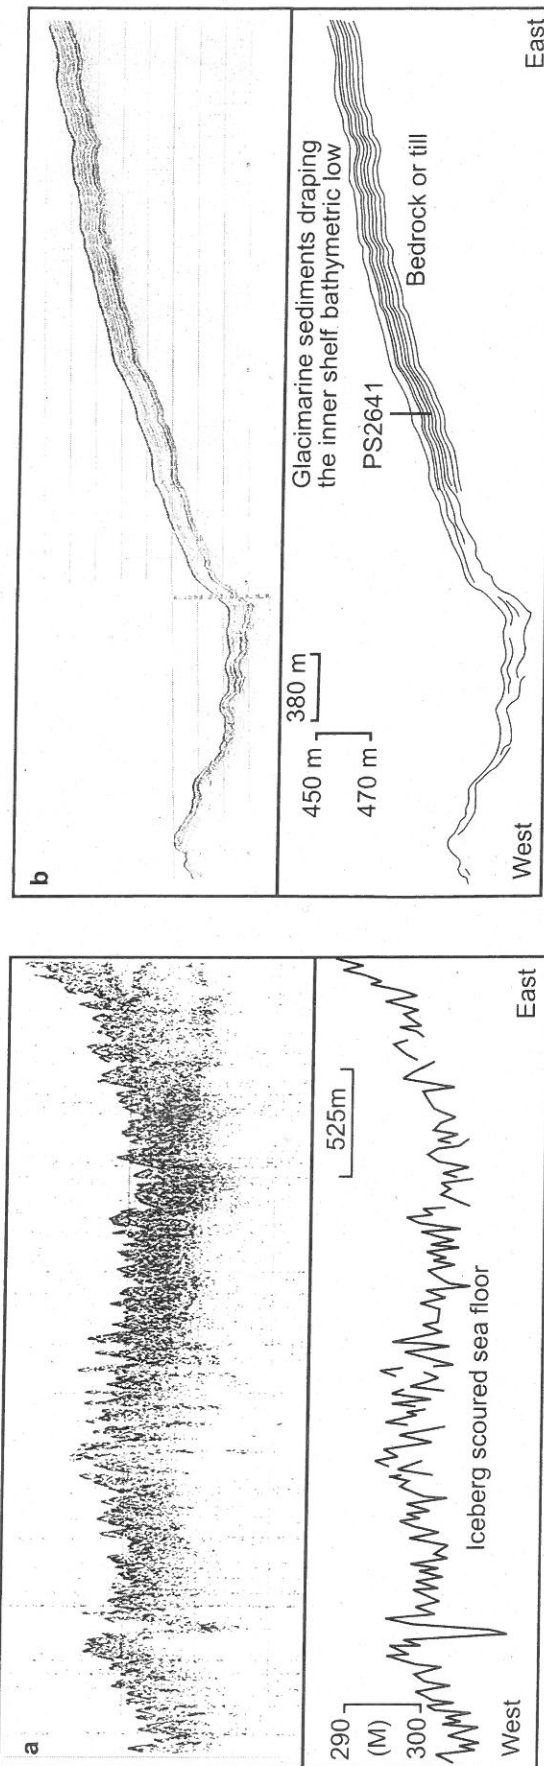 a
290
(M)
300
525m
Iceberg scoured sea floor
West
East
b
450 m
470 m
380 m
Glacimarine sediments draping
the inner shelf bathymetric low
PS2641
Bedrock or till
West
East